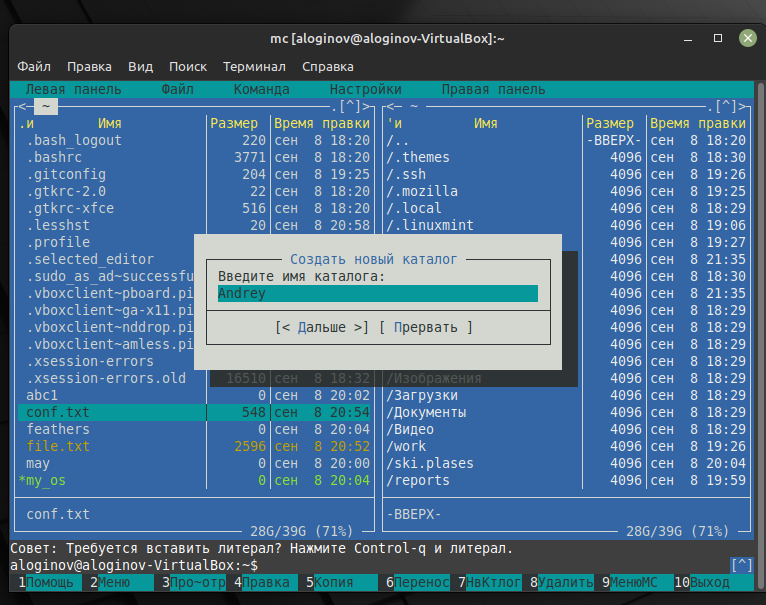 mc [aloginov@aloginov-VirtualBox]:~
Файл Правка Вид Поиск Терминал Справка
Левая панель Файл Команда Настройки Правая панель
<─ ~ ─.[^]> <─ ~ ─.[^]>
.и Имя Размер Время правки 'и Имя Размер Время правки
.bash_logout 220 сен 8 18:20 /.. -ВВЕРХ- сен 8 18:20
.bashrc 3771 сен 8 18:20 /.themes 4096 сен 8 18:30
.gitconfig 204 сен 8 19:25 /.ssh 4096 сен 8 19:26
.gtkrc-2.0 22 сен 8 18:20 /.mozilla 4096 сен 8 19:25
.gtkrc-xfce 516 сен 8 18:20 /.local 4096 сен 8 18:29
.lesshst 20 сен 8 20:58 /.linuxmint 4096 сен 8 19:06
.profile 4096 сен 8 19:27
.selected_editor 4096 сен 8 21:35
.sudo_as_ad~successfu 4096 сен 8 18:30
.vboxclient~pboard.pi 4096 сен 8 21:35
.vboxclient~ga-x11.pi 4096 сен 8 18:29
.vboxclient~nddrop.pi 4096 сен 8 18:29
.vboxclient~amless.pi 4096 сен 8 18:29
.xsession-errors 4096 сен 8 18:29
Создать новый каталог
Введите имя каталога:
Andrey
[< Дальше >] [ Прервать ]
.xsession-errors.old 16510 сен 8 18:32 /Изображения 4096 сен 8 18:29
abc1 0 сен 8 20:02 /Загрузки 4096 сен 8 18:29
conf.txt 548 сен 8 20:54 /Документы 4096 сен 8 18:29
feathers 0 сен 8 20:04 /Видео 4096 сен 8 18:29
file.txt 2596 сен 8 20:52 /work 4096 сен 8 19:26
may 0 сен 8 20:00 /ski.plases 4096 сен 8 20:04
*my_os 0 сен 8 20:04 /reports 4096 сен 8 19:59
conf.txt -ВВЕРХ-
28G/39G (71%) 28G/39G (71%)
Совет: Требуется вставить литерал? Нажмите Control-q и литерал.
aloginov@aloginov-VirtualBox:~$ [^]
1Помощь 2Меню 3Про~отр 4Правка 5Копия 6Перенос 7НвКтлог 8Удалить 9МенюMC 10Выход